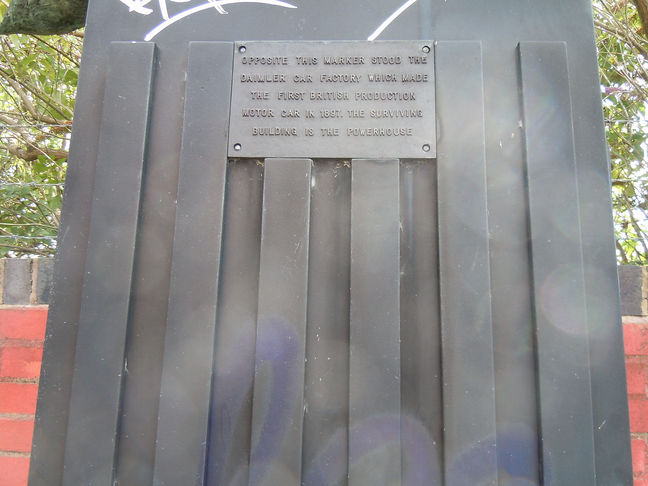 OPPOSITE THIS MARKER STOOD THE
DAIMLER CAR FACTORY WHICH MADE
THE FIRST BRITISH PRODUCTION
MOTOR CAR IN 1897. THE SURVIVING
BUILDING IS THE POWERHOUSE